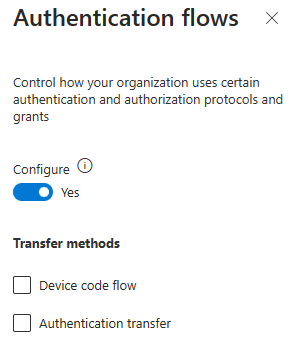 Authentication flows
Control how your organization uses certain
authentication and authorization protocols and
grants
Configure
Yes
Transfer methods
Device code flow
Authentication transfer